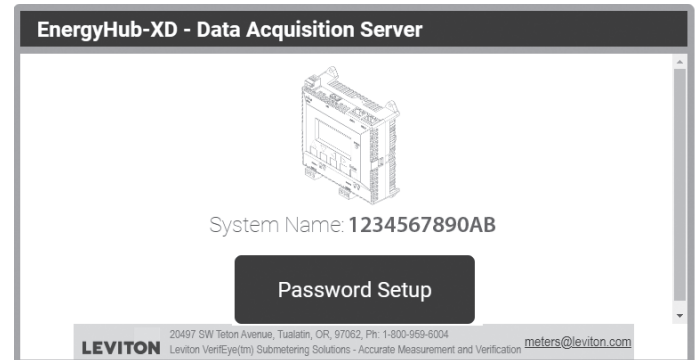 EnergyHub-XD - Data Acquisition Server
System Name: 1234567890AB
Password Setup
LEVITON
20497 SW Teton Avenue, Tualatin, OR, 97062, Ph: 1-800-959-6004
Leviton VerifEye(tm) Submetering Solutions - Accurate Measurement and Verification
meters@leviton.com